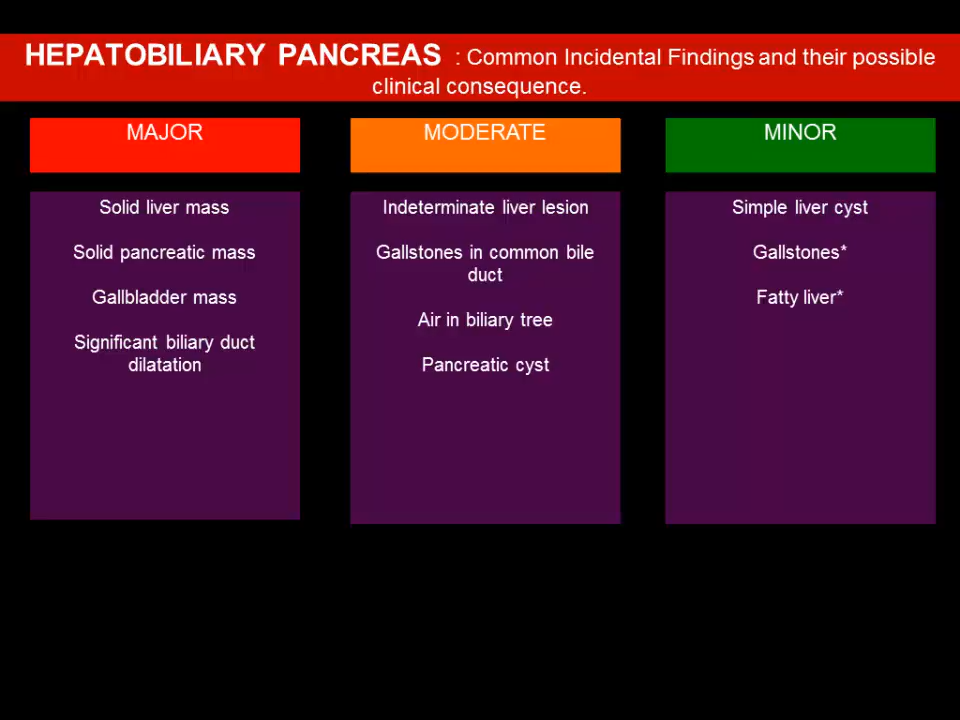 HEPATOBILIARY PANCREAS : Common Incidental Findings and their possible
clinical consequence.
MAJOR
Solid liver mass
Solid pancreatic mass
Gallbladder mass
Significant biliary duct
dilatation
MODERATE
Indeterminate liver lesion
Gallstones in common bile
duct
Air in biliary tree
Pancreatic cyst
MINOR
Simple liver cyst
Gallstones*
Fatty liver*